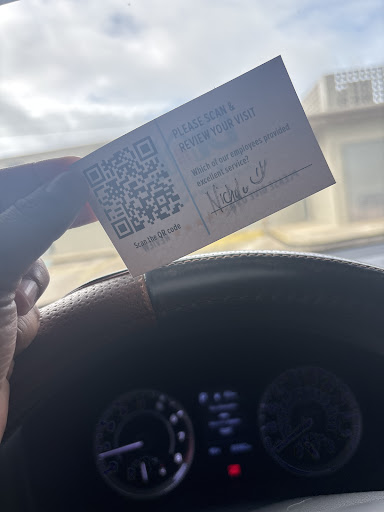 PLEASE SCAN &
REVIEW YOUR VISIT
Which of our employees provided
excellent service?
Scan the QR code